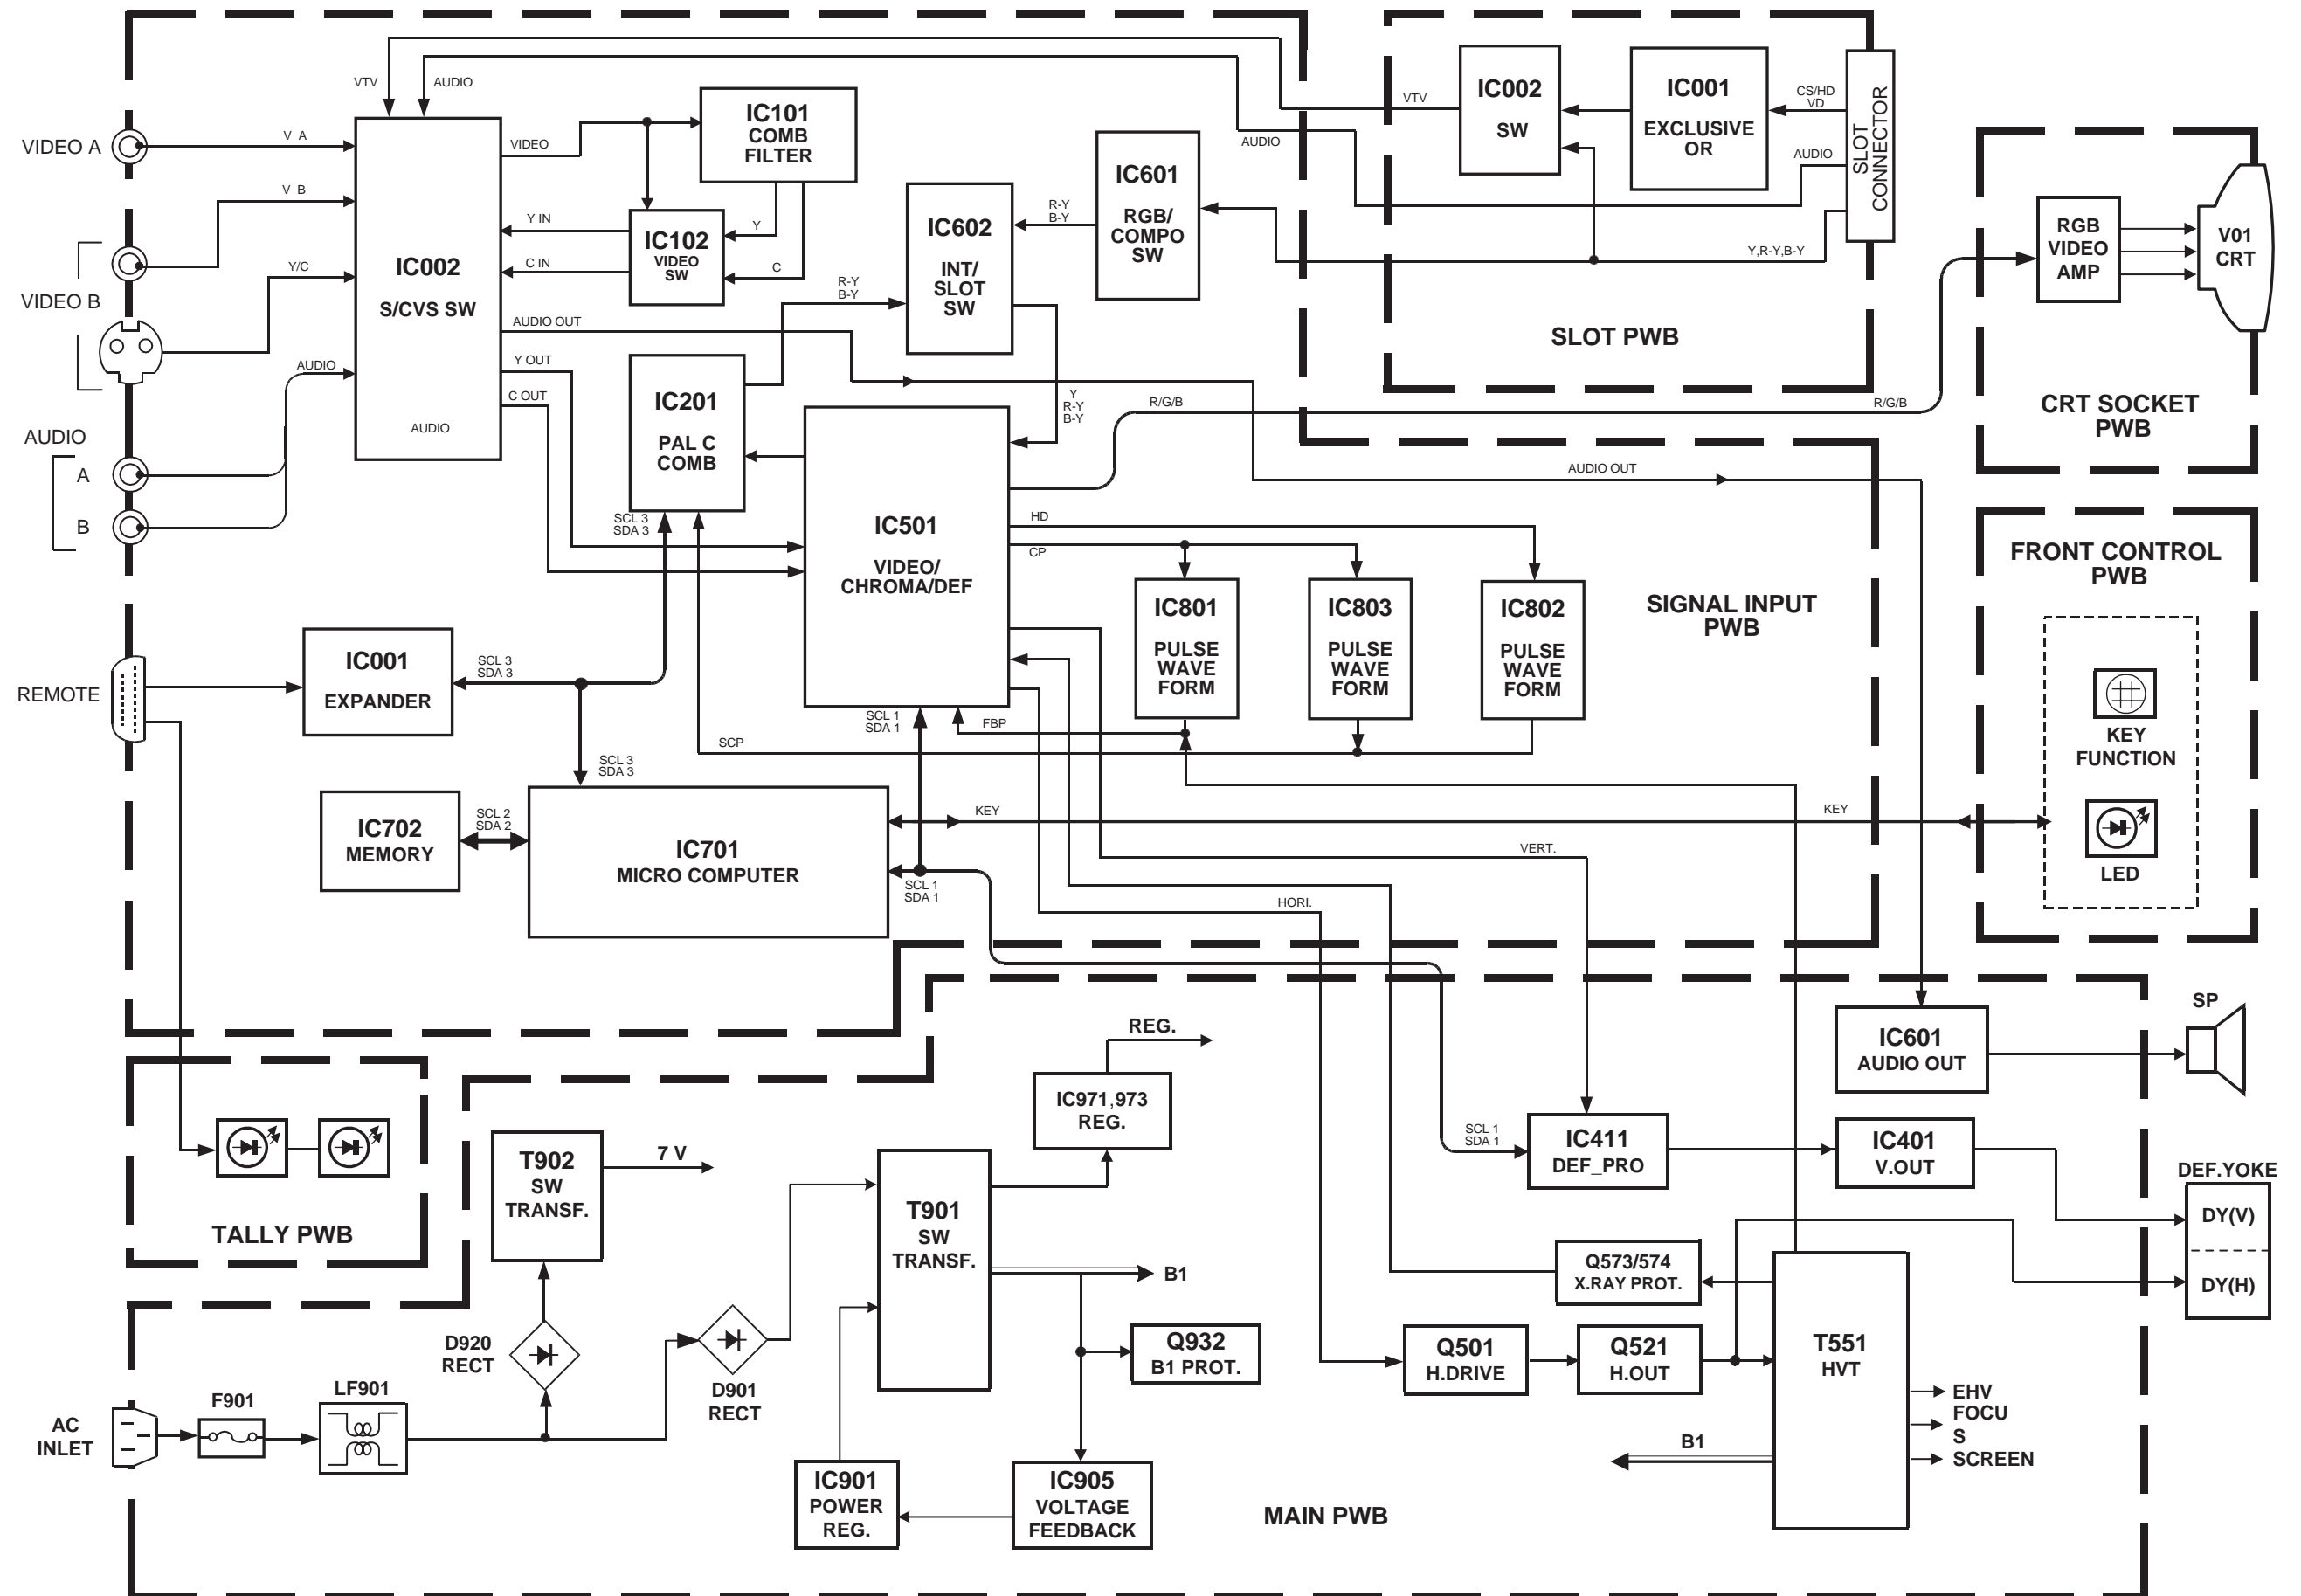 VTV
AUDIO
VIDEO A
V A
V B
VIDEO B
Y/C
AUDIO
AUDIO
A
B
IC002
S/CVS SW
AUDIO
VIDEO
IC101
COMB
FILTER
Y IN
C IN
IC102
VIDEO
SW
Y
C
AUDIO OUT
Y OUT
C OUT
R-Y
B-Y
IC201
PAL C
COMB
SCL 3
SDA 3
IC602
INT/
SLOT
SW
R-Y
B-Y
IC601
RGB/
COMPO
SW
Y
R-Y
B-Y
AUDIO
VTV
IC002
SW
IC001
EXCLUSIVE
OR
CS/HD
VD
AUDIO
SLOT
CONNECTOR
Y,R-Y,B-Y
SLOT PWB
RGB
VIDEO
AMP
V01
CRT
CRT SOCKET
PWB
R/G/B
R/G/B
AUDIO OUT
IC501
VIDEO/
CHROMA/DEF
HD
CP
IC801
PULSE
WAVE
FORM
IC803
PULSE
WAVE
FORM
IC802
PULSE
WAVE
FORM
SIGNAL INPUT
PWB
FRONT CONTROL
PWB
KEY
FUNCTION
LED
REMOTE
IC001
EXPANDER
SCL 3
SDA 3
SCL 1
SDA 1
FBP
SCP
SCL 3
SDA 3
IC702
MEMORY
SCL 2
SDA 2
IC701
MICRO COMPUTER
KEY
KEY
SCL 1
SDA 1
VERT.
HORI.
TALLY PWB
T902
SW
TRANSF.
7 V
REG.
IC971,973
REG.
T901
SW
TRANSF.
B1
Q932
B1 PROT.
D920
RECT
D901
RECT
F901
LF901
AC
INLET
IC901
POWER
REG.
IC905
VOLTAGE
FEEDBACK
MAIN PWB
SCL 1
SDA 1
IC411
DEF_PRO
IC601
AUDIO OUT
SP
IC401
V.OUT
DEF.YOKE
DY(V)
DY(H)
Q573/574
X.RAY PROT.
Q501
H.DRIVE
Q521
H.OUT
T551
HVT
B1
EHV
FOCU
S
SCREEN